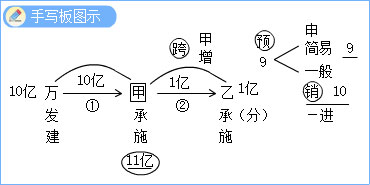 手写板图示
跨 甲 增
预 9
申
简易 9
一般
销 10
一进
10亿 万发建
10亿
①
甲承施
11亿
1亿
②
乙承施
1亿
(分)